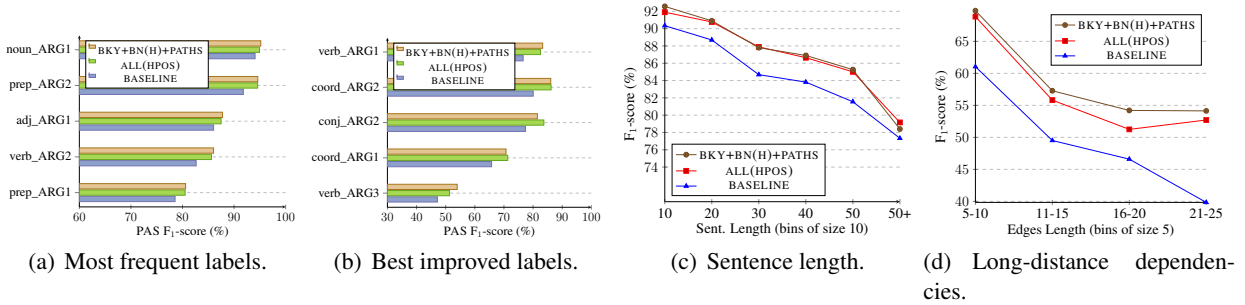 noun_ARG1
prep_ARG2
adj_ARG1
verb_ARG2
prep_ARG1
BKY+BN(H)+PATHS
ALL(HPOS)
BASELINE
60 70 80 90 100
PAS F1-score (%)
(a) Most frequent labels.
verb_ARG1
coord_ARG2
conj_ARG2
coord_ARG1
verb_ARG3
BKY+BN(H)+PATHS
ALL(HPOS)
BASELINE
30 40 50 60 70 80 90 100
PAS F1-score (%)
(b) Best improved labels.
F1-score (%)
92
90
88
86
84
82
80
78
76
74
BKY+BN(H)+PATHS
ALL(HPOS)
BASELINE
10 20 30 40 50 50+
Sent. Length (bins of size 10)
(c) Sentence length.
F1-score (%)
65
60
55
50
45
40
BKY+BN(H)+PATHS
ALL(HPOS)
BASELINE
5-10 11-15 16-20 21-25
Edges Length (bins of size 5)
(d) Long-distance dependen-
cies.